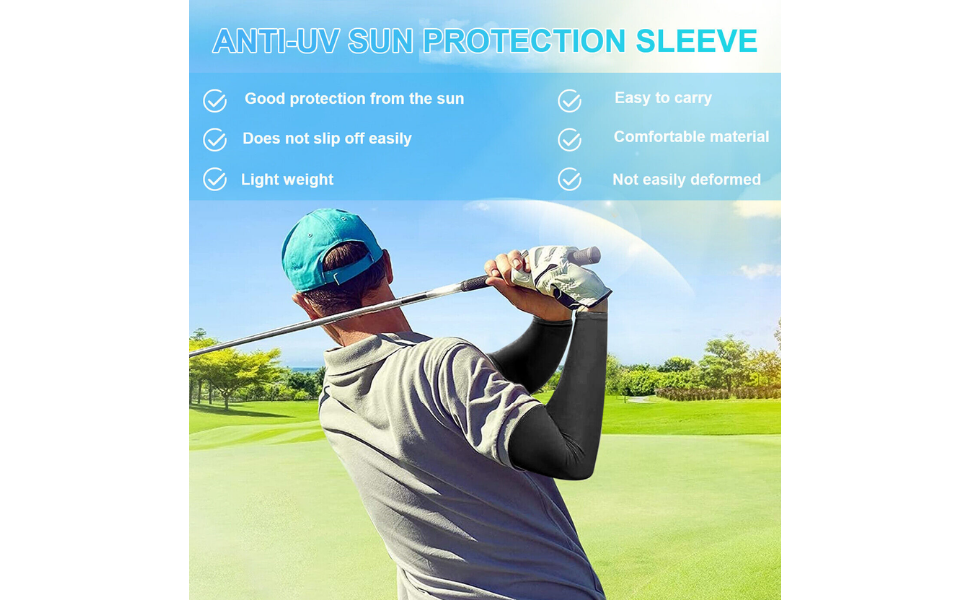 ANTI-UV SUN PROTECTION SLEEVE
Good protection from the sun
Does not slip off easily
Light weight
Easy to carry
Comfortable material
Not easily deformed